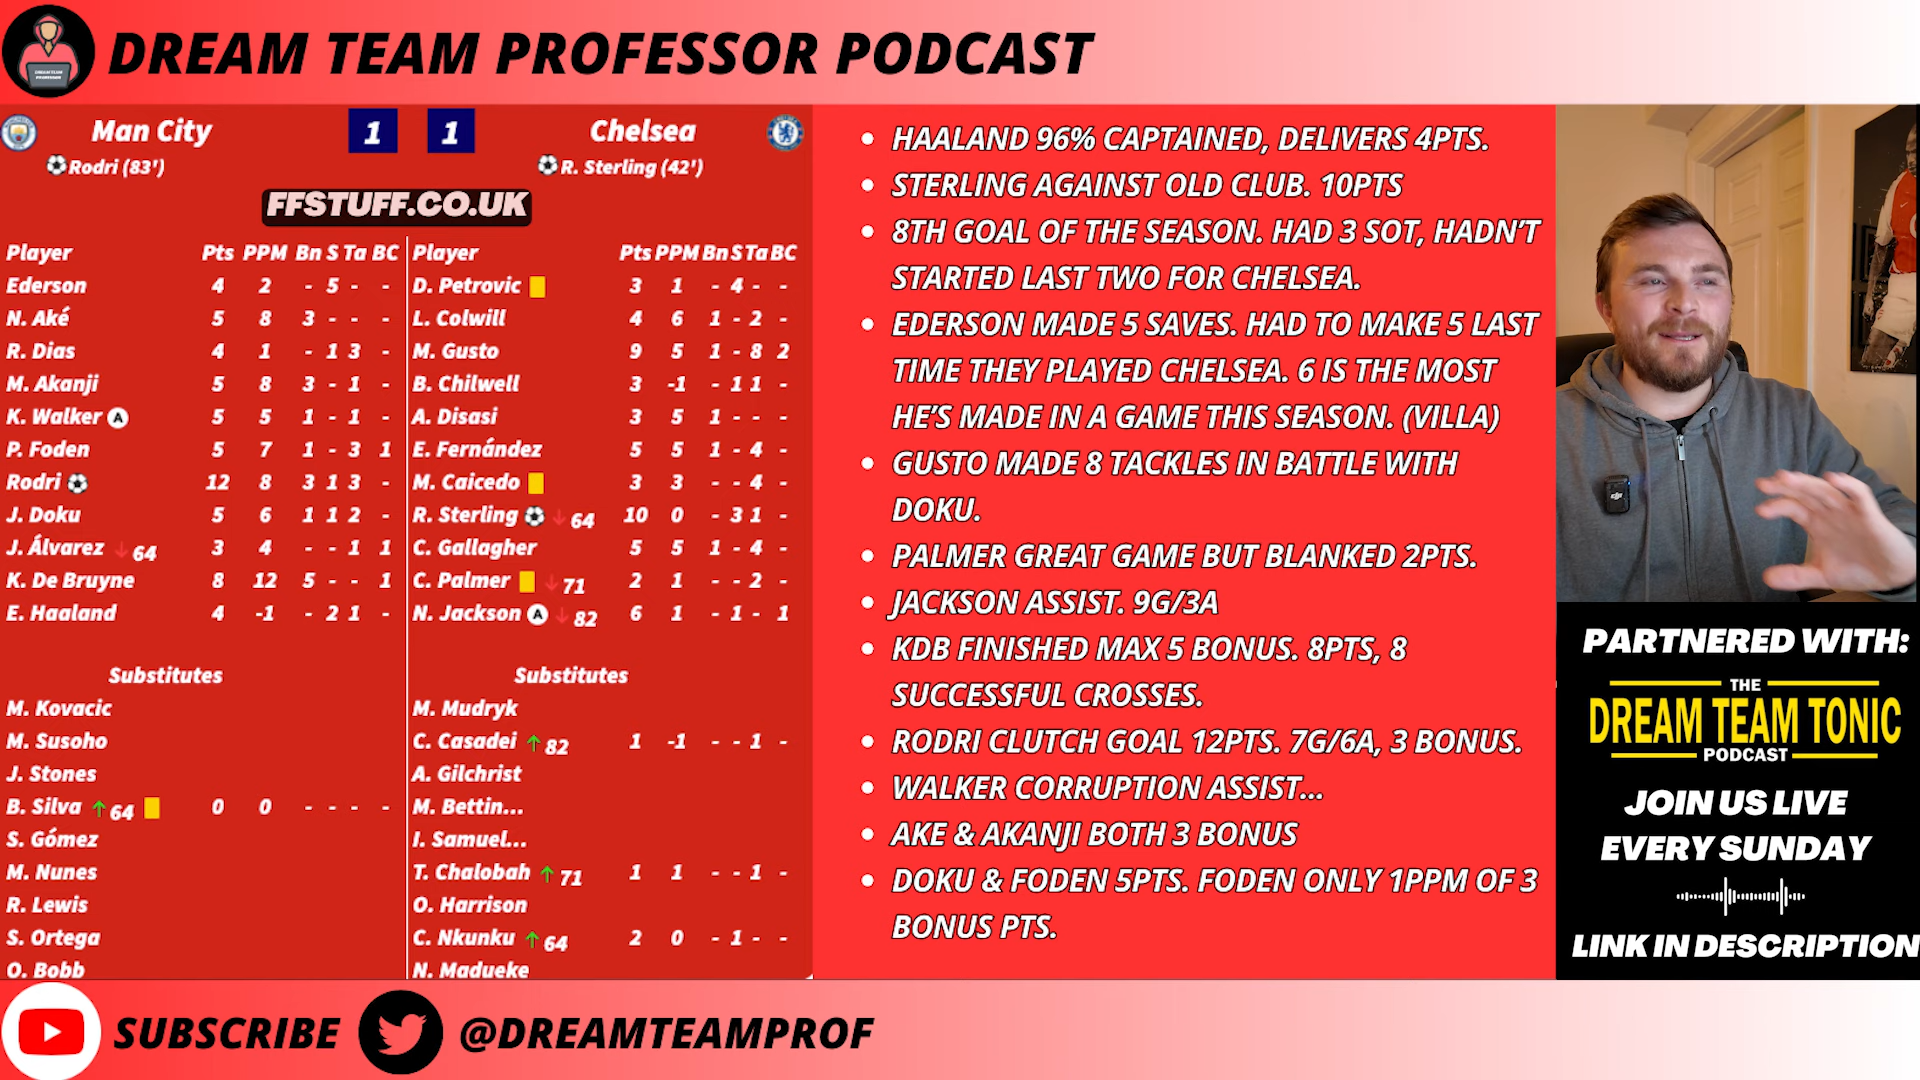 DREAM TEAM PROFESSOR PODCAST
DREAM TEAM PROFESSOR
Man City 1 1 Chelsea
Rodri (83') R. Sterling (42')
FFSTUFF.CO.UK
Player Pts PPM Bn S Ta BC
Ederson 4 2 - 5 - -
N. Aké 5 8 3 - - -
R. Dias 4 1 - 1 3 -
M. Akanji 5 8 3 - 1 -
K. Walker A 5 5 1 - 1 -
P. Foden 5 7 1 - 3 1
Rodri 12 8 3 1 3 -
J. Doku 5 6 1 1 2 -
J. Álvarez 64 3 4 - - 1 1
K. De Bruyne 8 12 5 - - 1
E. Haaland 4 -1 - 2 1 -
Substitutes
M. Kovacic
M. Susoho
J. Stones
B. Silva 64 0 0 - - - -
S. Gómez
M. Nunes
R. Lewis
S. Ortega
O. Bobb
Player Pts PPM Bn S Ta BC
D. Petrovic 3 1 - 4 - -
L. Colwill 4 6 1 - 2 -
M. Gusto 9 5 1 - 8 2
B. Chilwell 3 -1 - 1 1 -
A. Disasi 3 5 1 - - -
E. Fernández 5 5 1 - 4 -
M. Caicedo 3 3 - - 4 -
R. Sterling 64 10 0 - 3 1 -
C. Gallagher 5 5 1 - 4 -
C. Palmer 71 2 1 - - 2 -
N. Jackson A 82 6 1 - 1 - 1
Substitutes
M. Mudryk
C. Casadei 82 1 -1 - - 1 -
A. Gilchrist
M. Bettin...
I. Samuel...
T. Chalobah 71 1 1 - - 1 -
O. Harrison
C. Nkunku 64 2 0 - 1 - -
N. Madueke
• HAALAND 96% CAPTAINED, DELIVERS 4PTS.
• STERLING AGAINST OLD CLUB. 10PTS
• 8TH GOAL OF THE SEASON. HAD 3 SOT, HADN'T
STARTED LAST TWO FOR CHELSEA.
• EDERSON MADE 5 SAVES. HAD TO MAKE 5 LAST
TIME THEY PLAYED CHELSEA. 6 IS THE MOST
HE'S MADE IN A GAME THIS SEASON. (VILLA)
• GUSTO MADE 8 TACKLES IN BATTLE WITH
DOKU.
• PALMER GREAT GAME BUT BLANKED 2PTS.
• JACKSON ASSIST. 9G/3A
• KDB FINISHED MAX 5 BONUS. 8PTS, 8
SUCCESSFUL CROSSES.
• RODRI CLUTCH GOAL 12PTS. 7G/6A, 3 BONUS.
• WALKER CORRUPTION ASSIST...
• AKE & AKANJI BOTH 3 BONUS
• DOKU & FODEN 5PTS. FODEN ONLY 1PPM OF 3
BONUS PTS.
dji
PARTNERED WITH:
THE
DREAM TEAM TONIC
PODCAST
JOIN US LIVE
EVERY SUNDAY
LINK IN DESCRIPTION
SUBSCRIBE @DREAMTEAMPROF